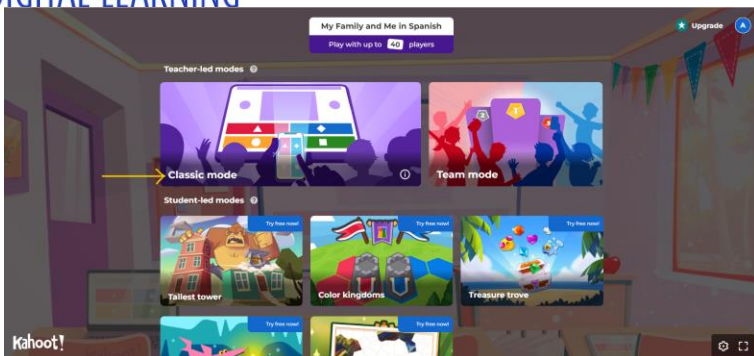 DIGITAL LEARNING
My Family and Me in Spanish
Play with up to 40 players
Upgrade
A
Teacher-led modes
Classic mode
Team mode
Student-led modes
Try free now!
Try free now!
Try free now!
Tallest tower
Color kingdoms
Treasure trove
Try free now!
Try free now!
Kahoot!